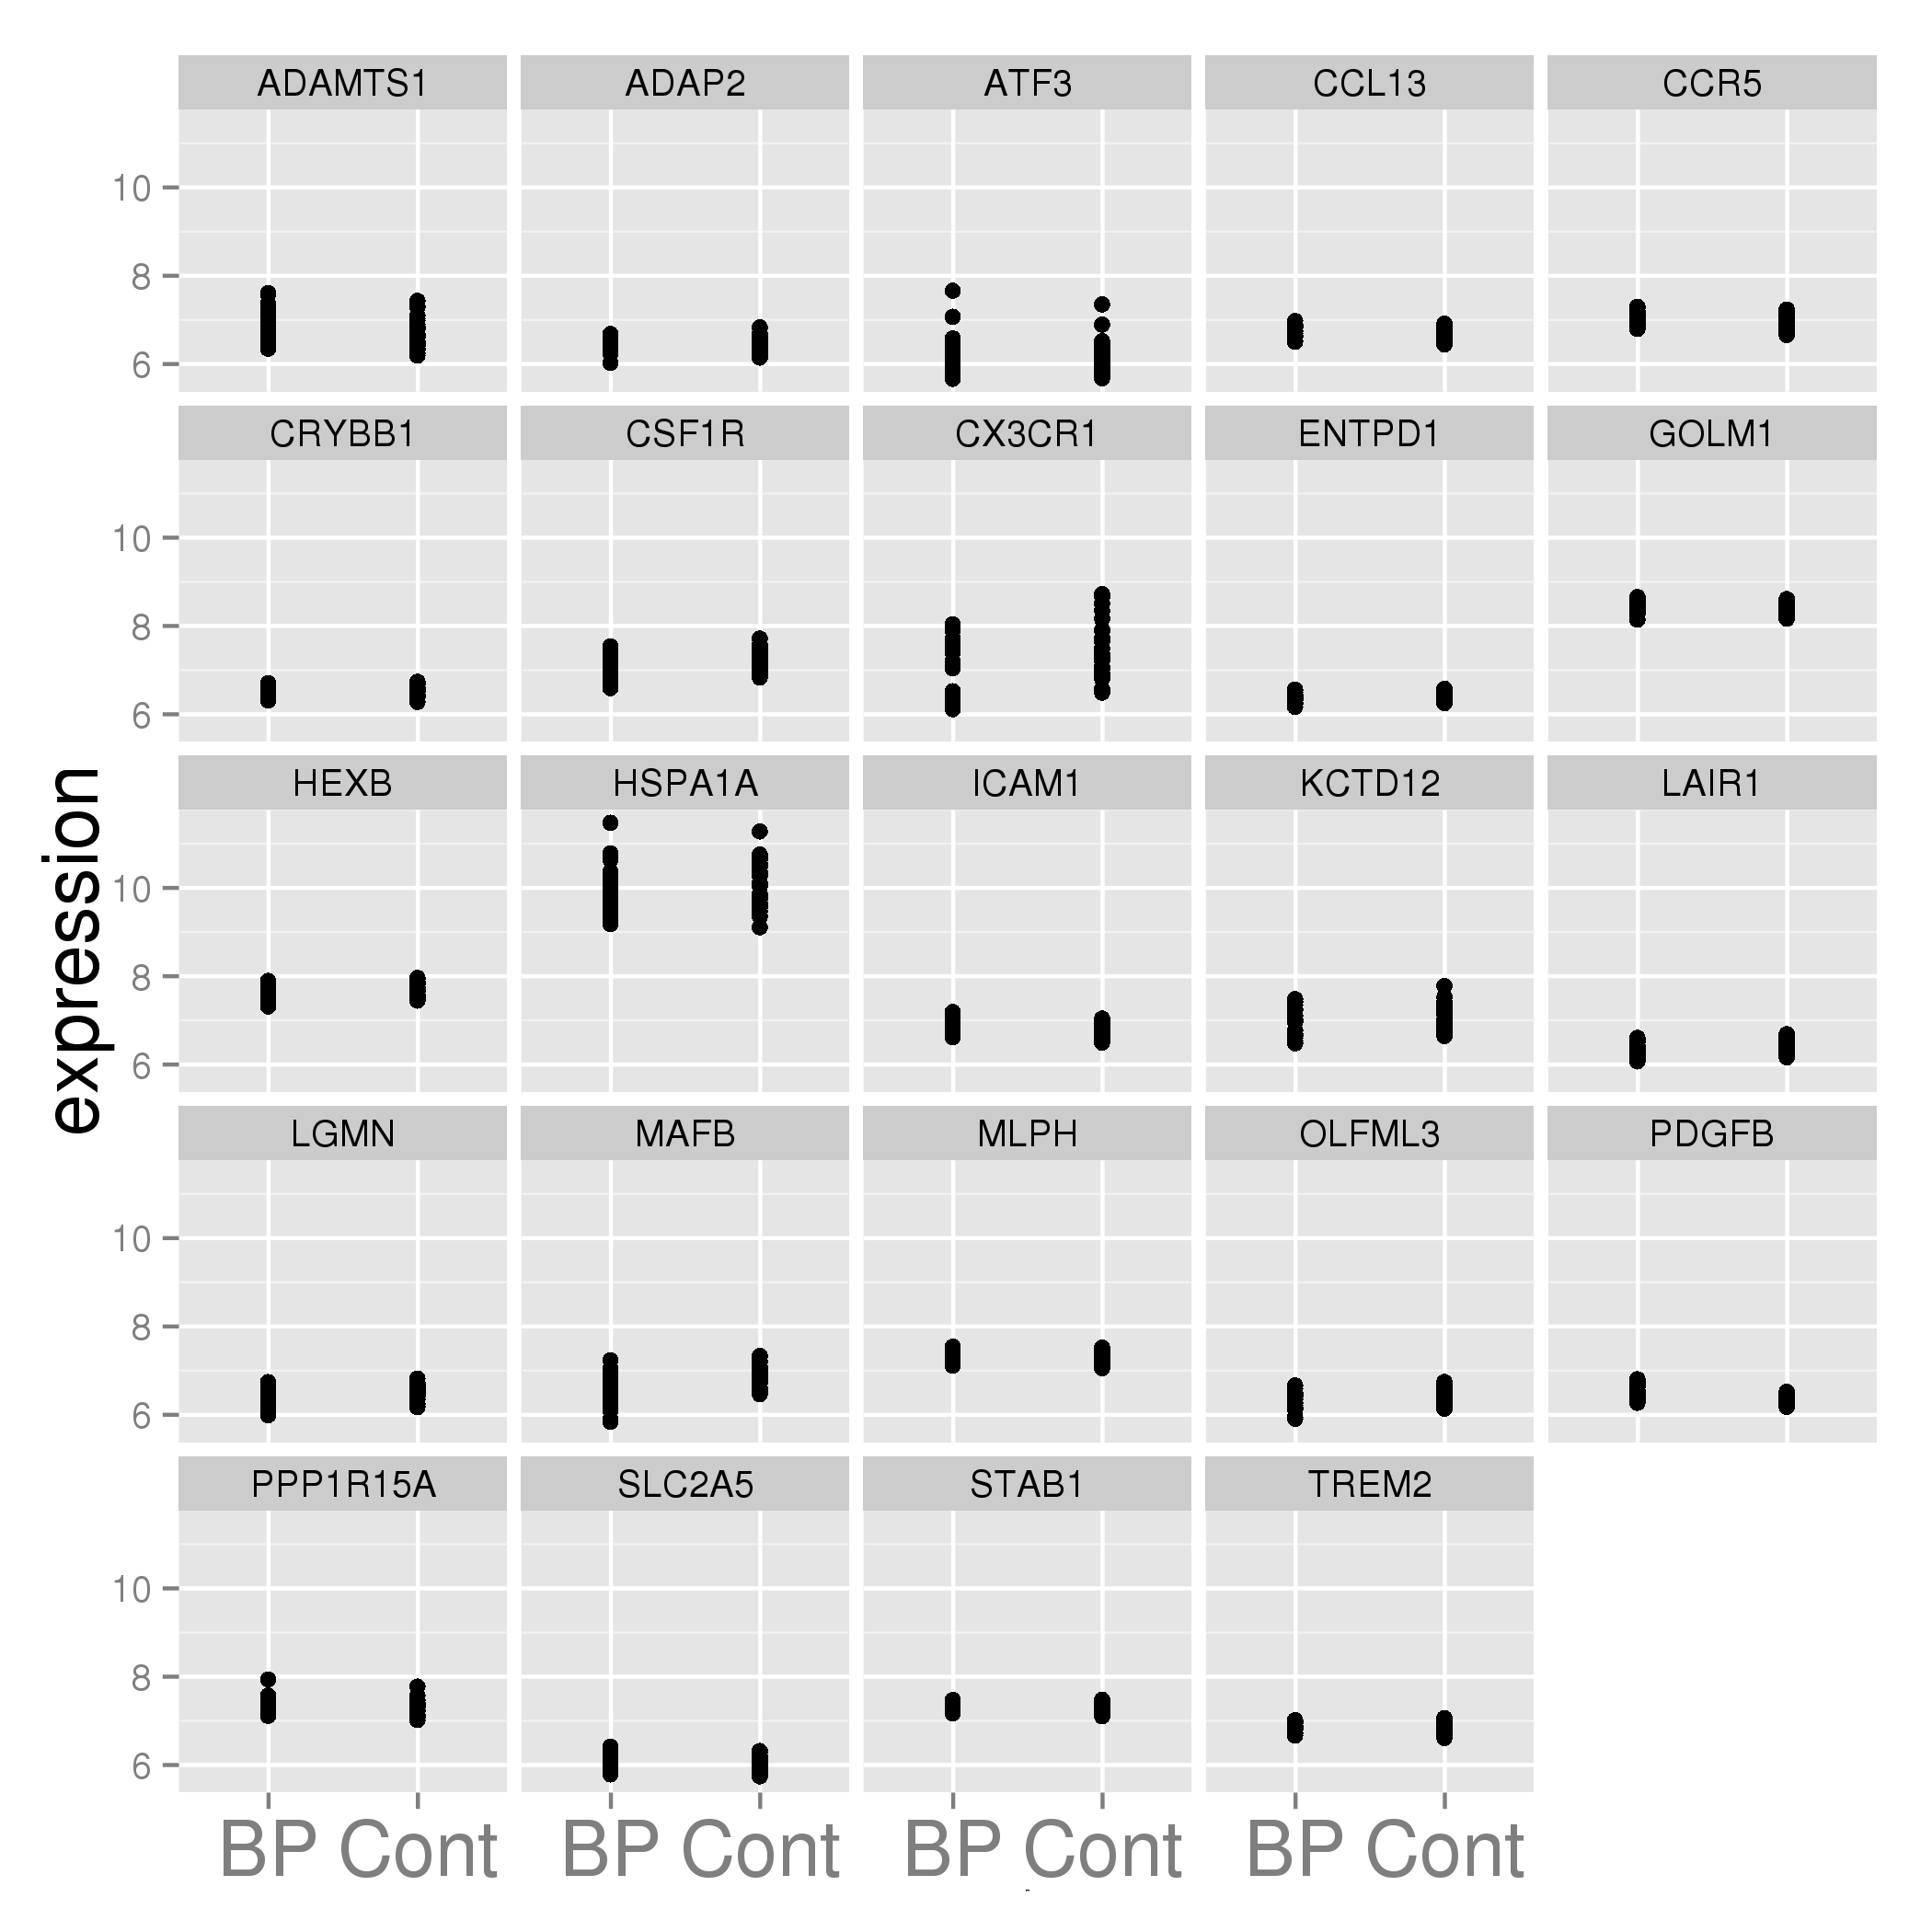 ADAMTS1 ADAP2 ATF3 CCL13 CCR5
10
8
6
CRYBB1 CSF1R CX3CR1 ENTPD1 GOLM1
10
8
6
expression
HEXB HSPA1A ICAM1 KCTD12 LAIR1
10
8
6
LGMN MAFB MLPH OLFML3 PDGFB
10
8
6
PPP1R15A SLC2A5 STAB1 TREM2
10
8
6
BP Cont BP Cont BP Cont BP Cont